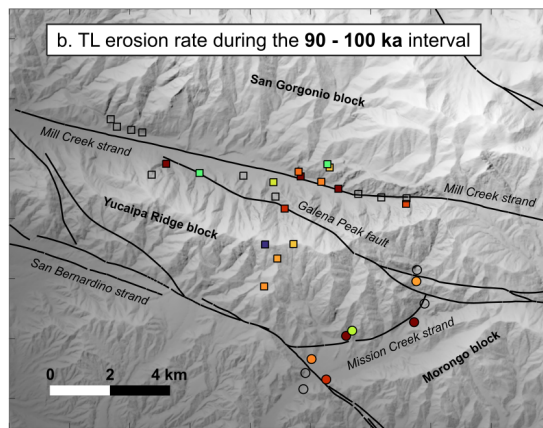 b. TL erosion rate during the 90 - 100 ka interval
San Gorgonio block
Mill Creek strand
Mill Creek strand
Galena Peak fault
Yucaipa Ridge block
San Bernardino strand
Mission Creek strand
Morongo block
0 2 4 km